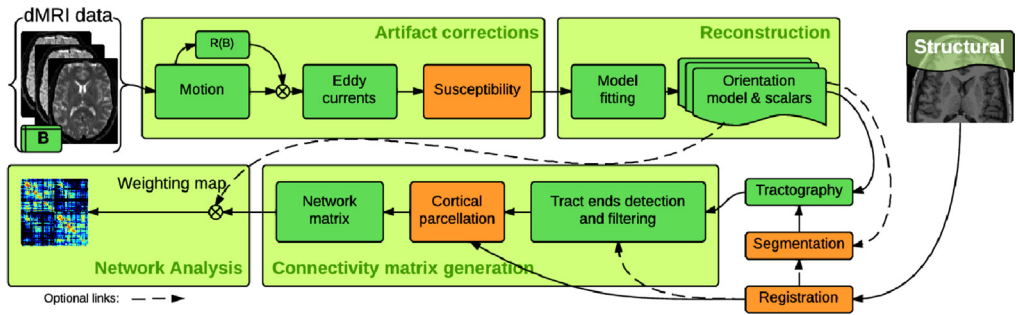 dMRI data
B
Artifact corrections
R(B)
Motion
Eddy
currents
Susceptibility
Reconstruction
Model
fitting
Orientation
model & scalars
Structural
Weighting map
Network Analysis
Network
matrix
Cortical
parcellation
Tract ends detection
and filtering
Connectivity matrix generation
Tractography
Segmentation
Registration
Optional links: